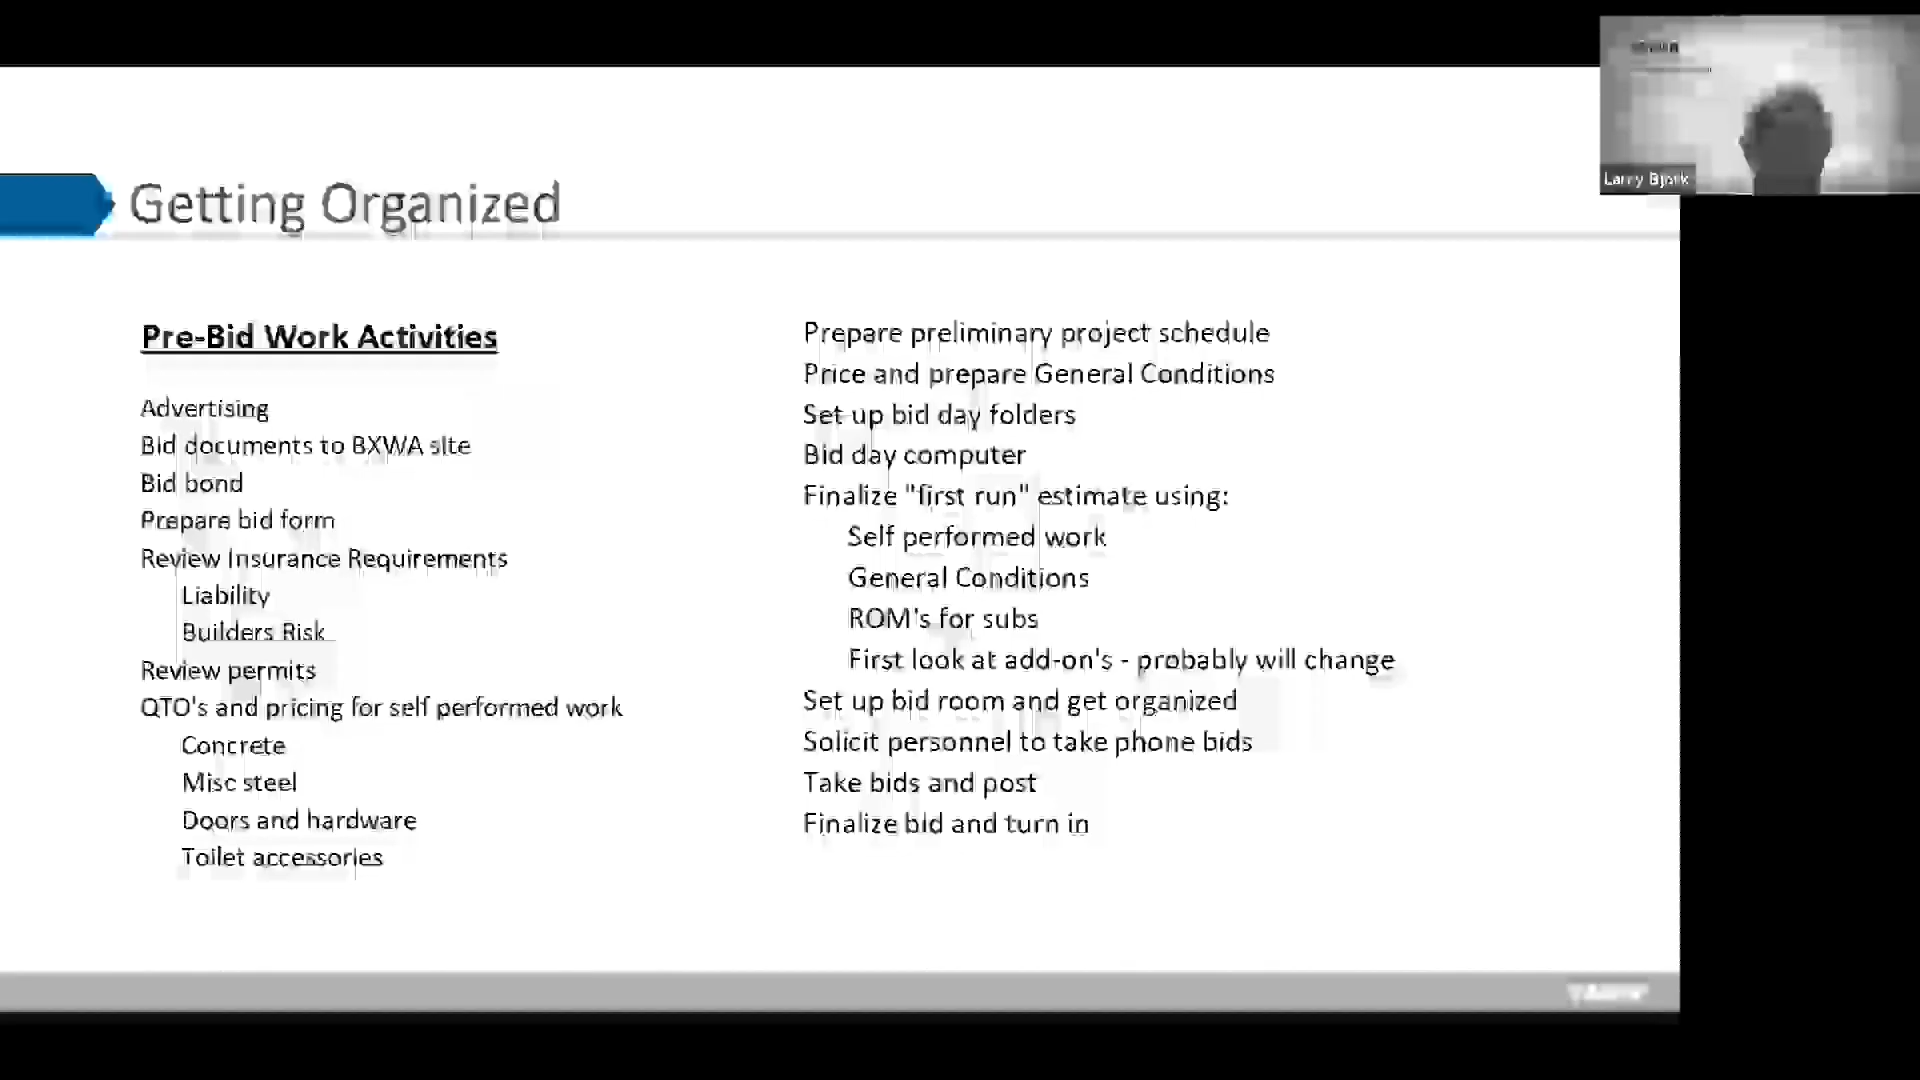 Getting Organized
Pre-Bid Work Activities
Advertising
Bid documents to BXWA site
Bid bond
Prepare bid form
Review Insurance Requirements
Liability
Builders Risk
Review permits
QTO's and pricing for self performed work
Concrete
Misc steel
Doors and hardware
Toilet accessories
Prepare preliminary project schedule
Price and prepare General Conditions
Set up bid day folders
Bid day computer
Finalize "first run" estimate using:
Self performed work
General Conditions
ROM's for subs
First look at add-on's - probably will change
Set up bid room and get organized
Solicit personnel to take phone bids
Take bids and post
Finalize bid and turn in
Larry Bjork